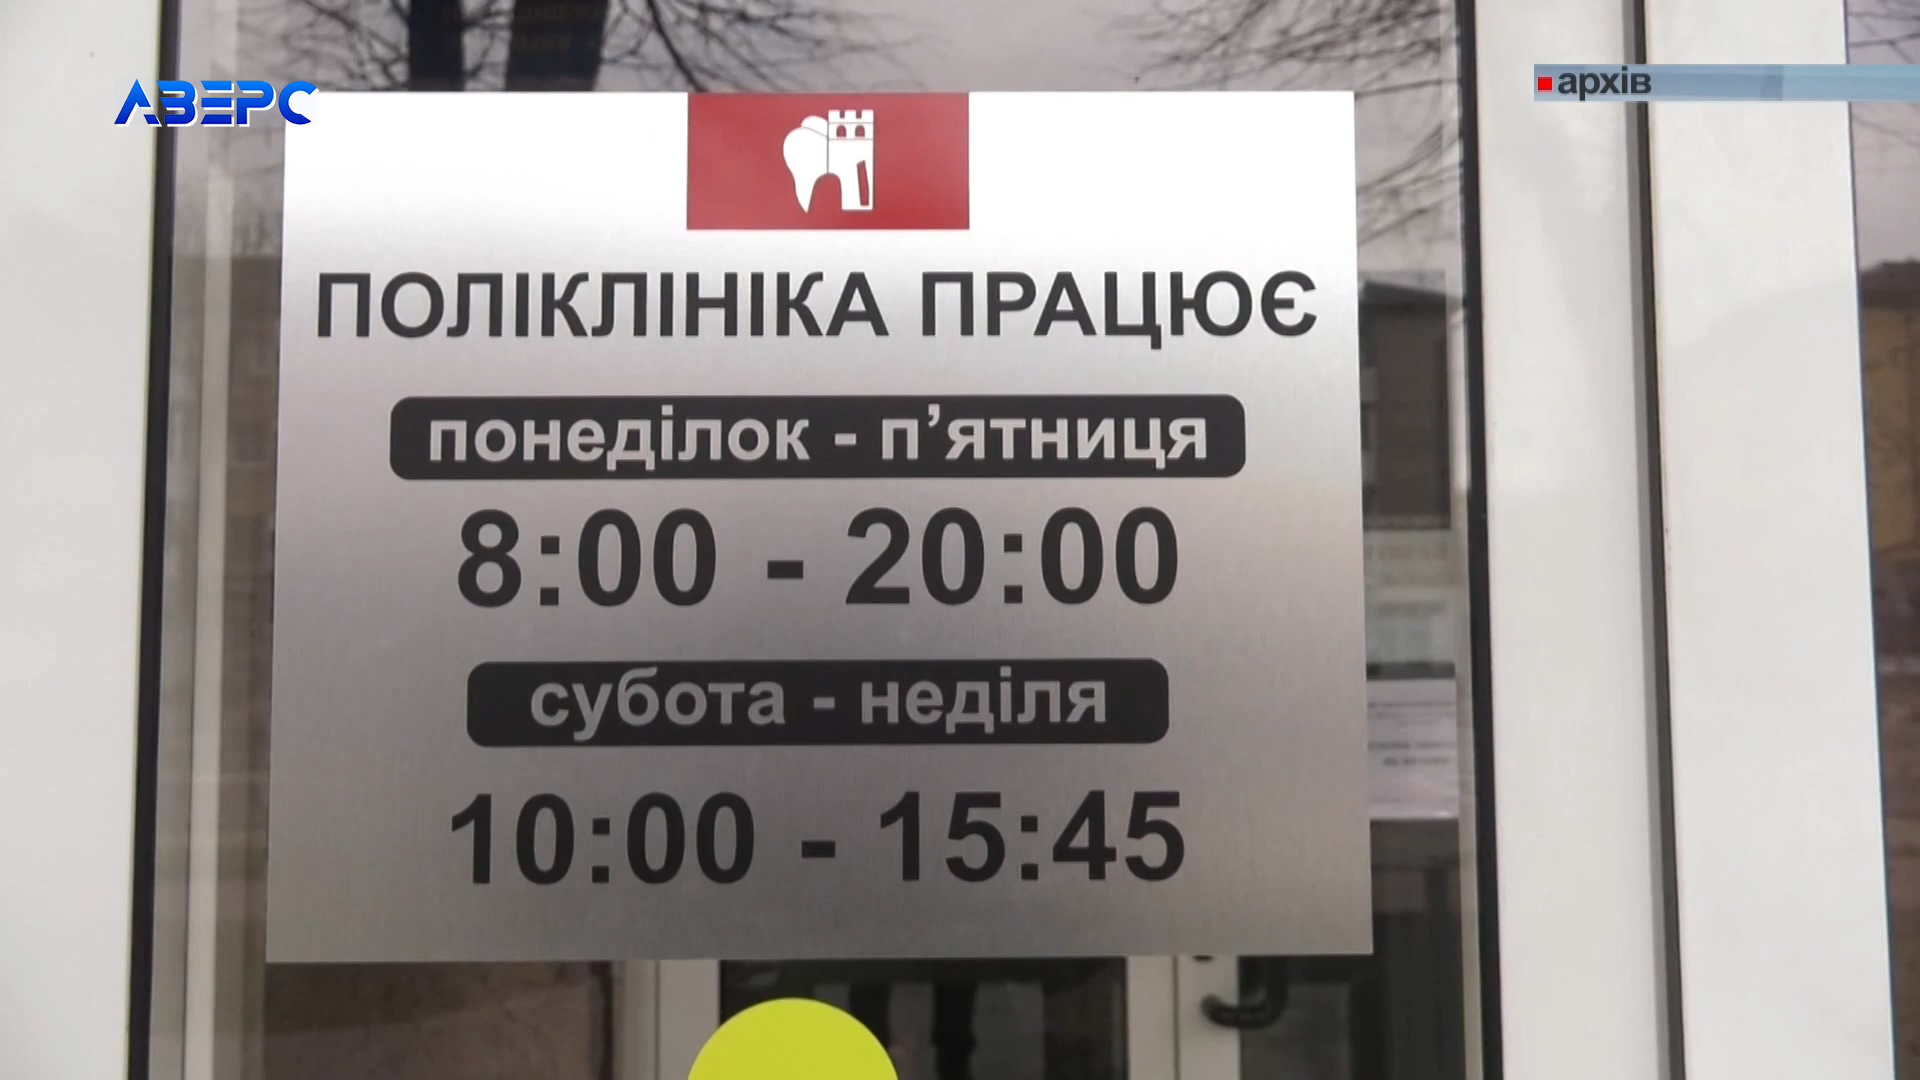 АВЕРС
архів
ПОЛІКЛІНІКА ПРАЦЮЄ
понеділок - п’ятниця
8:00 - 20:00
субота - неділя
10:00 - 15:45